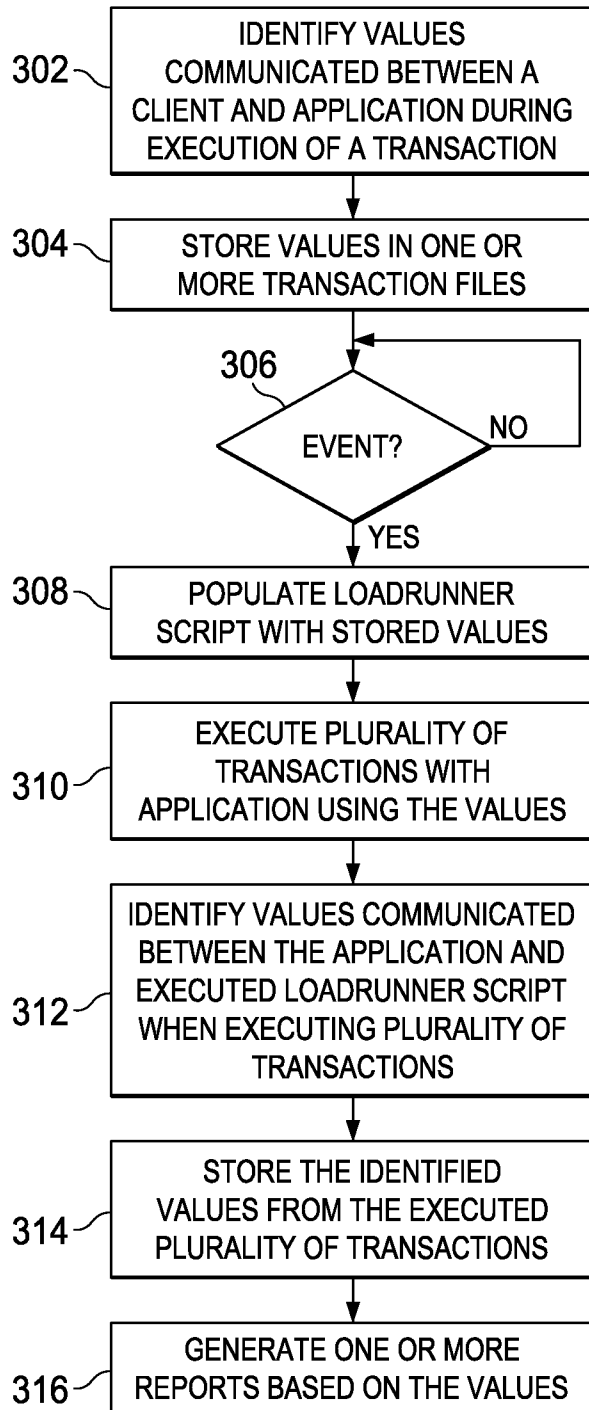 302
IDENTIFY VALUES
COMMUNICATED BETWEEN A
CLIENT AND APPLICATION DURING
EXECUTION OF A TRANSACTION
304
STORE VALUES IN ONE OR
MORE TRANSACTION FILES
306
EVENT?
NO
YES
308
POPULATE LOADRUNNER
SCRIPT WITH STORED VALUES
310
EXECUTE PLURALITY OF
TRANSACTIONS WITH
APPLICATION USING THE VALUES
312
IDENTIFY VALUES COMMUNICATED
BETWEEN THE APPLICATION AND
EXECUTED LOADRUNNER SCRIPT
WHEN EXECUTING PLURALITY OF
TRANSACTIONS
314
STORE THE IDENTIFIED
VALUES FROM THE EXECUTED
PLURALITY OF TRANSACTIONS
316
GENERATE ONE OR MORE
REPORTS BASED ON THE VALUES